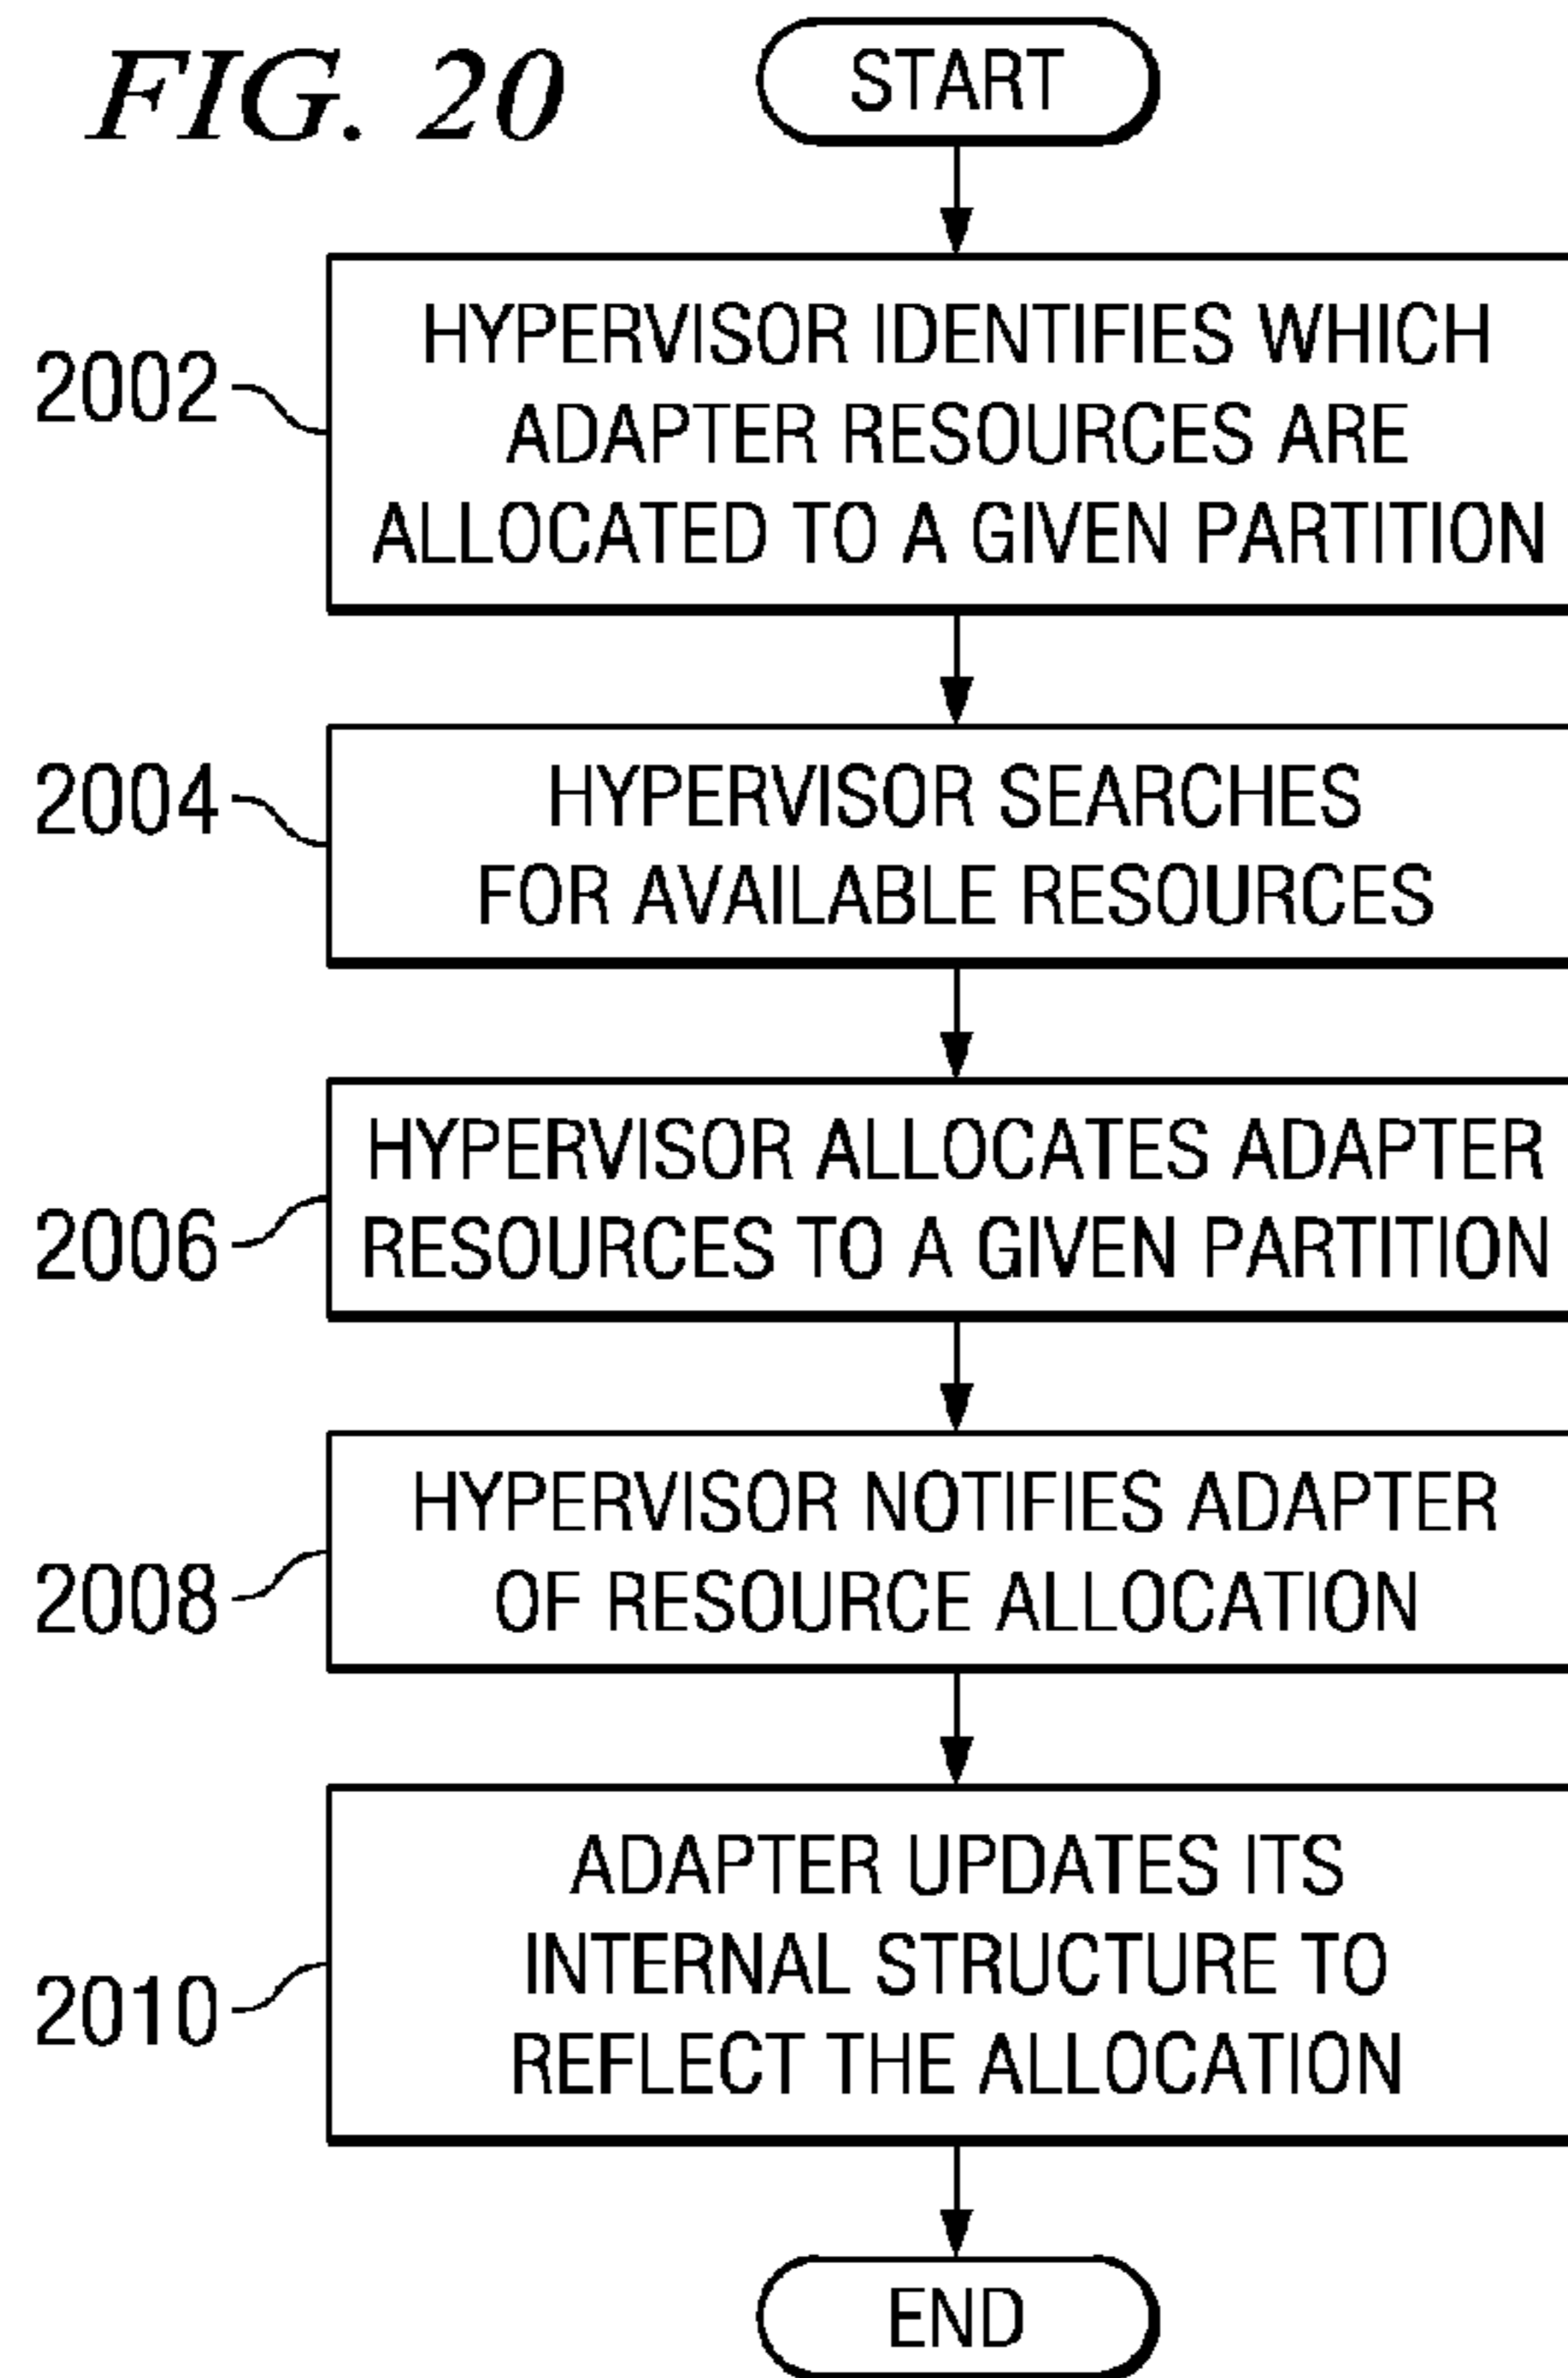 FIG. 20
START
2002
HYPERVISOR IDENTIFIES WHICH
ADAPTER RESOURCES ARE
ALLOCATED TO A GIVEN PARTITION
2004
HYPERVISOR SEARCHES
FOR AVAILABLE RESOURCES
2006
HYPERVISOR ALLOCATES ADAPTER
RESOURCES TO A GIVEN PARTITION
2008
HYPERVISOR NOTIFIES ADAPTER
OF RESOURCE ALLOCATION
2010
ADAPTER UPDATES ITS
INTERNAL STRUCTURE TO
REFLECT THE ALLOCATION
END